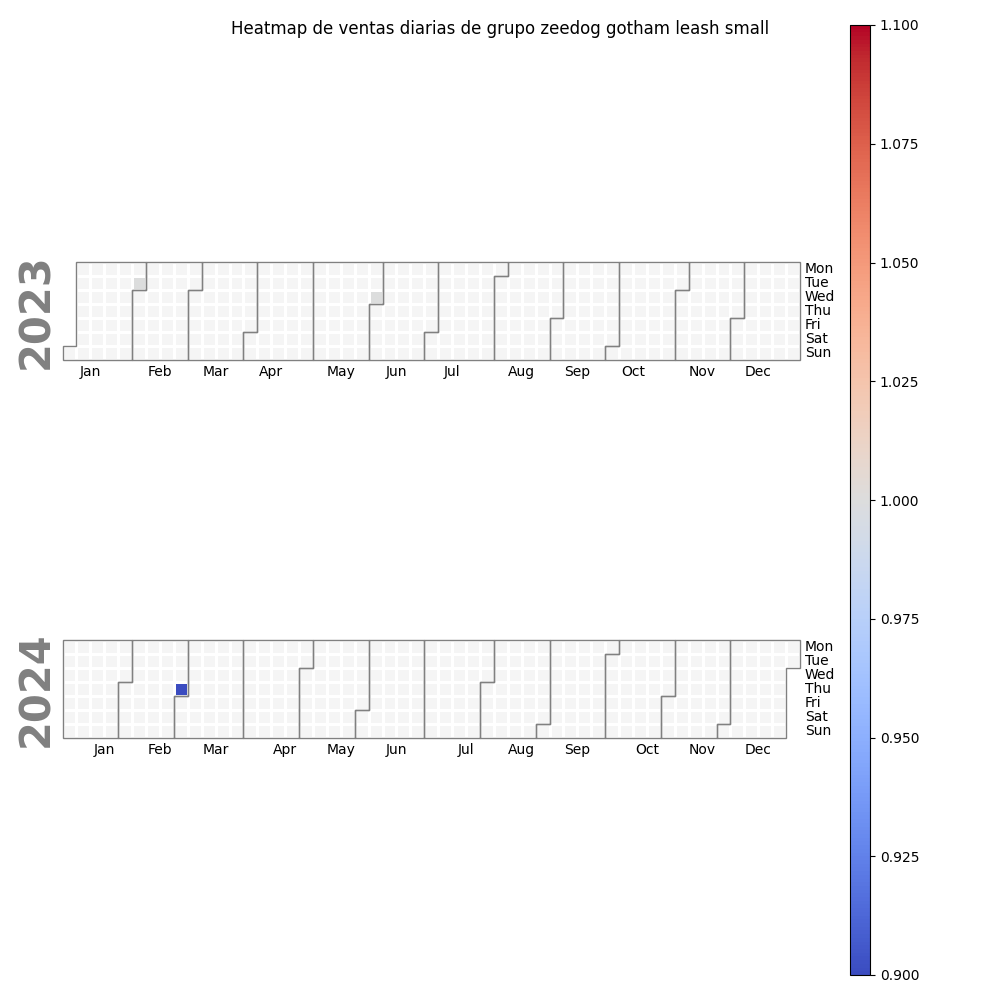 Heatmap de ventas diarias de grupo zeedog gotham leash small
1.100
1.075
1.050
1.025
1.000
0.975
0.950
0.925
0.900
2023
Mon
Tue
Wed
Thu
Fri
Sat
Sun
Jan Feb Mar Apr May Jun Jul Aug Sep Oct Nov Dec
2024
Mon
Tue
Wed
Thu
Fri
Sat
Sun
Jan Feb Mar Apr May Jun Jul Aug Sep Oct Nov Dec